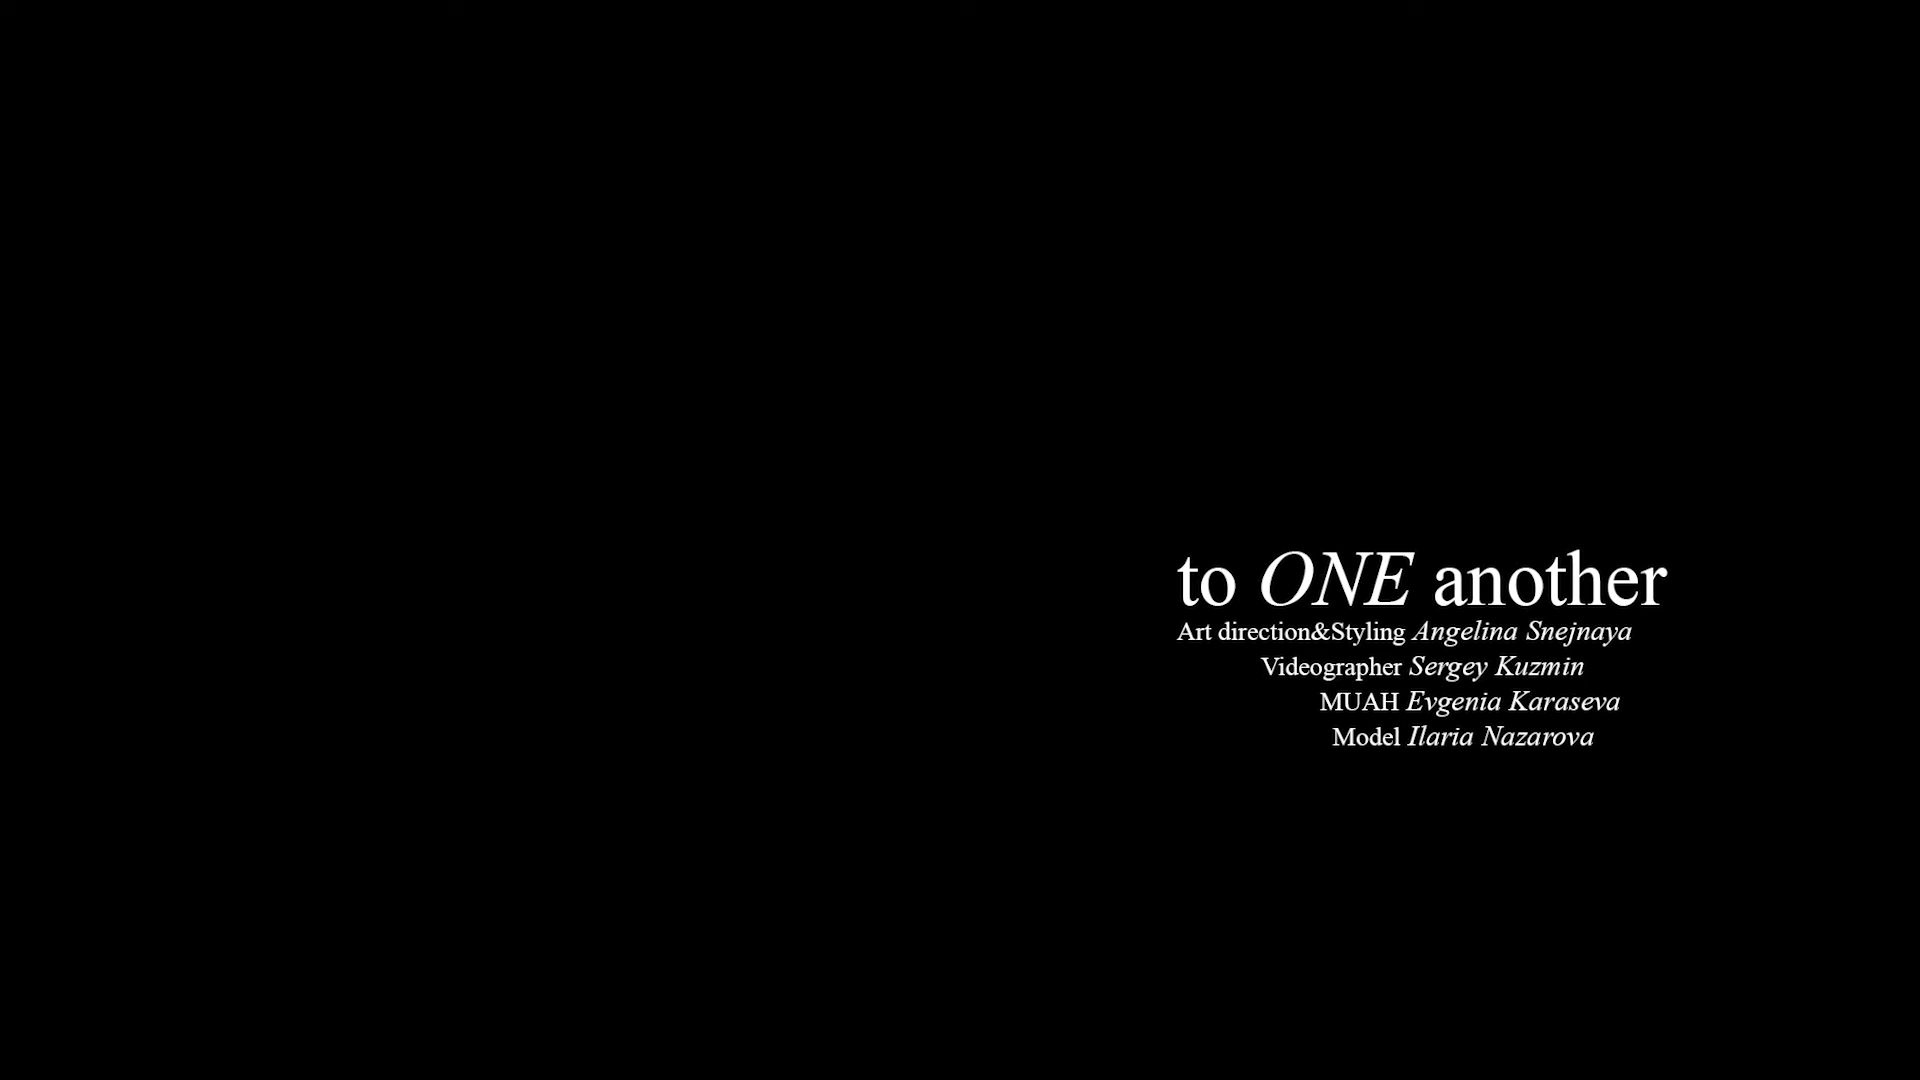 to ONE another
Art direction&Styling Angelina Snejnaya
Videographer Sergey Kuzmin
MUAH Evgenia Karaseva
Model Ilaria Nazarova